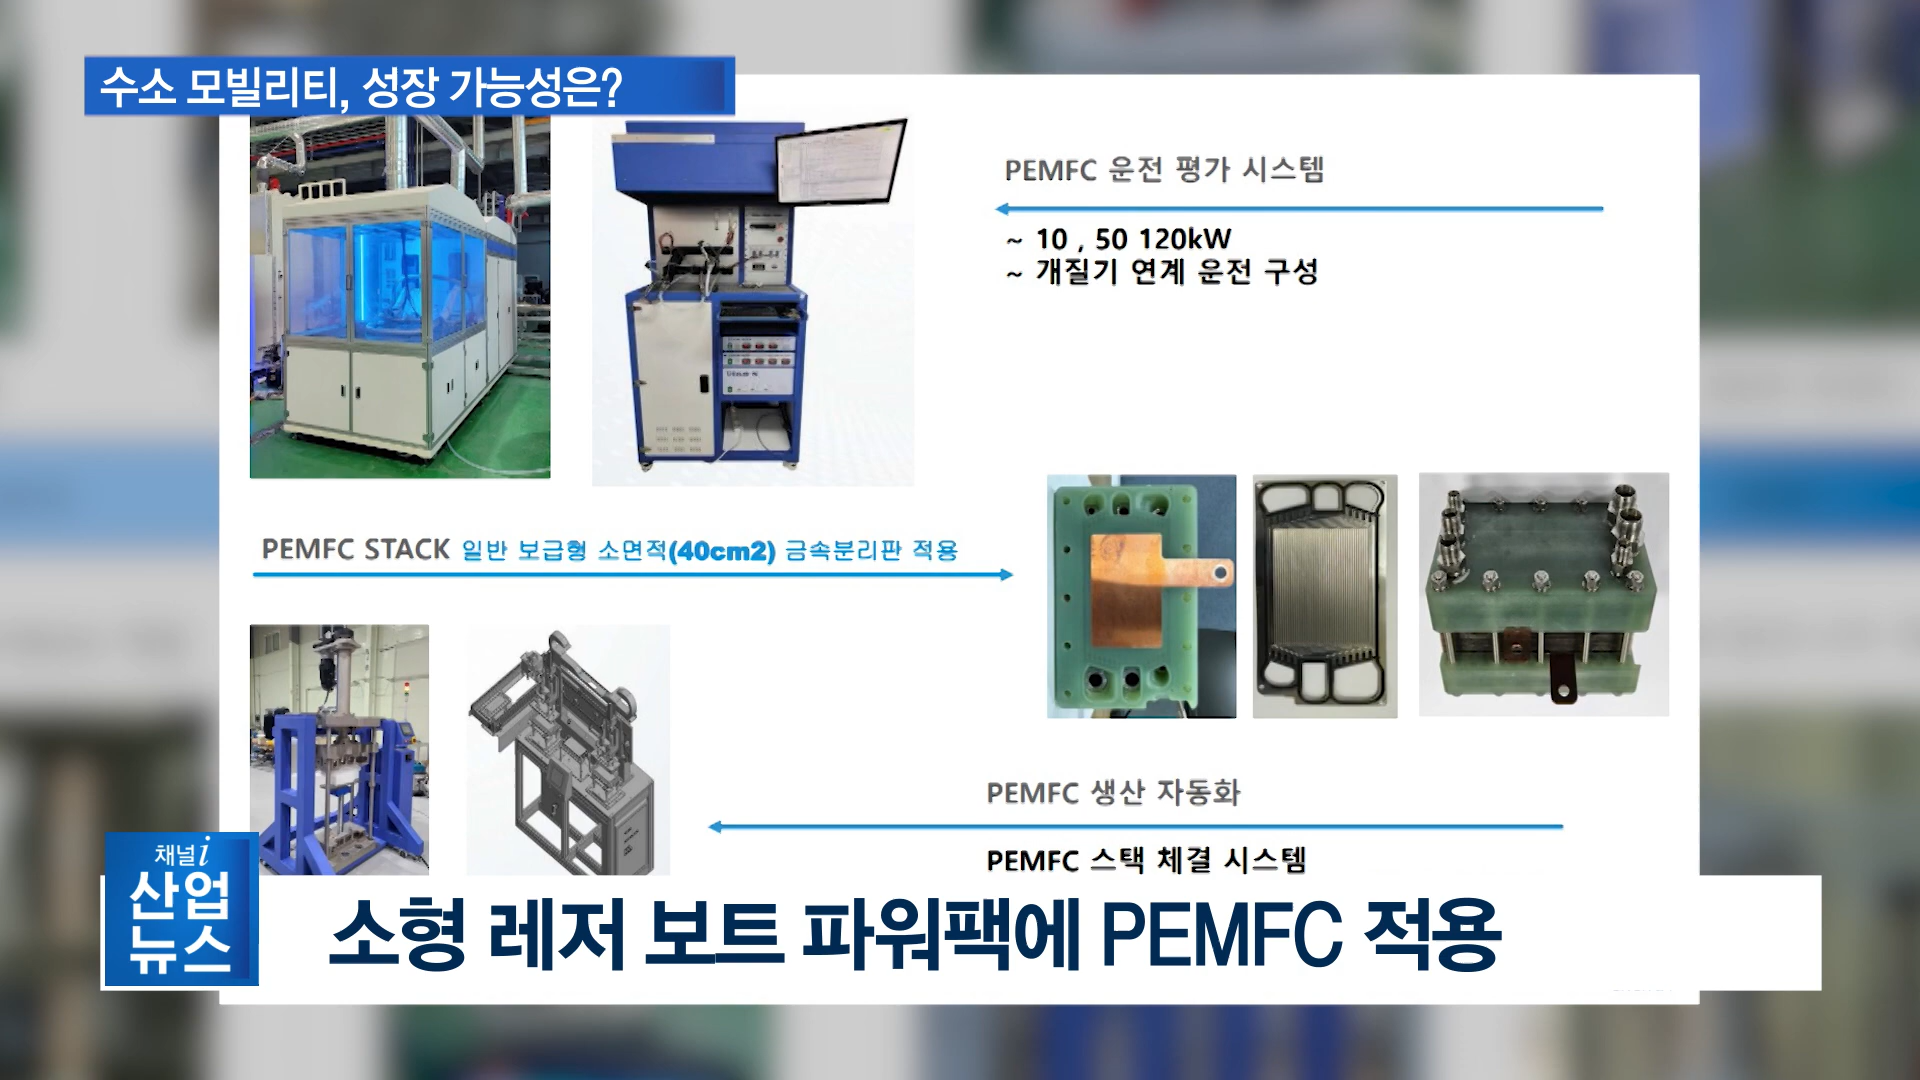 수소 모빌리티, 성장 가능성은?
PEMFC 운전 평가 시스템
~ 10 , 50 120kW
~ 개질기 연계 운전 구성
PEMFC STACK 일반 보급형 소면적(40cm2) 금속분리판 적용
PEMFC 생산 자동화
PEMFC 스택 체결 시스템
채널i
산업
뉴스
소형 레저 보트 파워팩에 PEMFC 적용